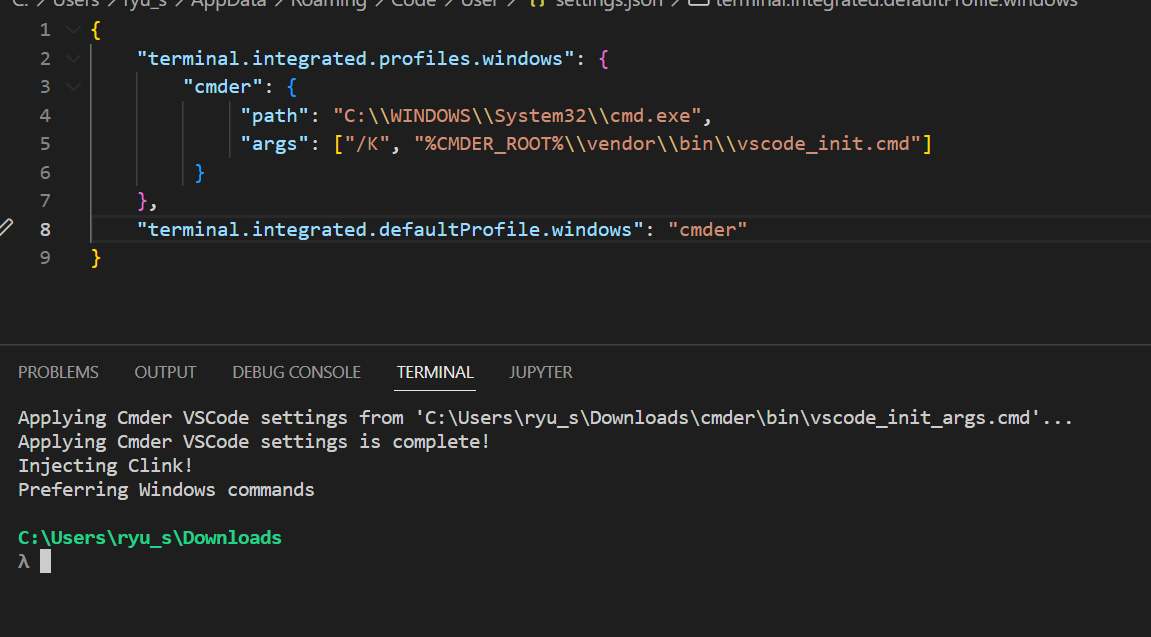 C: > Users > ryu_s > AppData > Roaming > Code > User > {} settings.json > terminal.integrated.defaultProfile.windows
1 {
2 "terminal.integrated.profiles.windows": {
3 "cmder": {
4 "path": "C:\\WINDOWS\\System32\\cmd.exe",
5 "args": ["/K", "%CMDER_ROOT%\\vendor\\bin\\vscode_init.cmd"]
6 }
7 },
8 "terminal.integrated.defaultProfile.windows": "cmder"
9 }
PROBLEMS OUTPUT DEBUG CONSOLE TERMINAL JUPYTER
Applying Cmder VSCode settings from 'C:\Users\ryu_s\Downloads\cmder\bin\vscode_init_args.cmd'...
Applying Cmder VSCode settings is complete!
Injecting Clink!
Preferring Windows commands
C:\Users\ryu_s\Downloads
λ